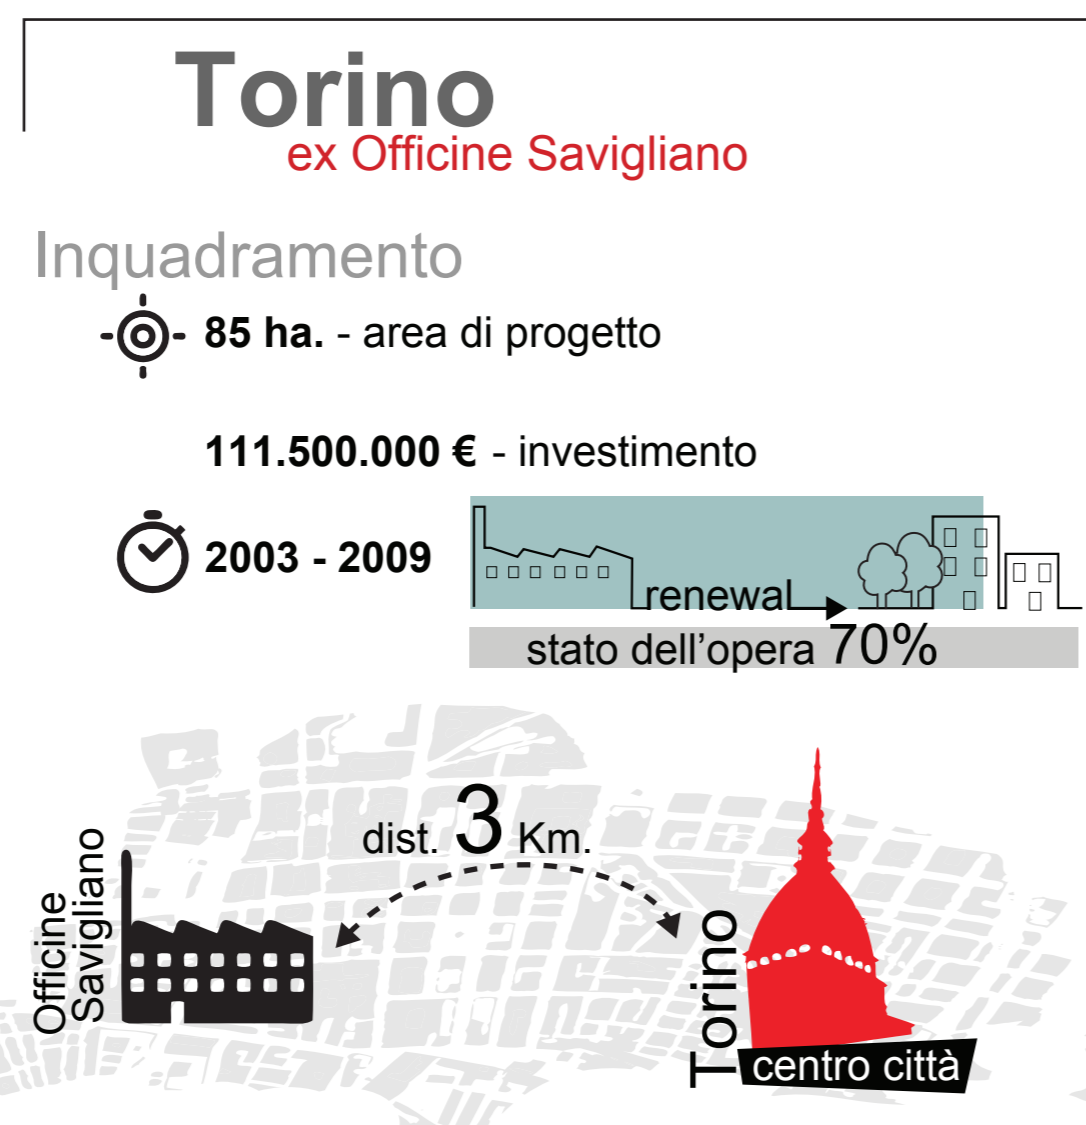 Torino
ex Officine Savigliano
Inquadramento
85 ha. - area di progetto
111.500.000 € - investimento
2003 - 2009
renewal
stato dell’opera 70%
dist. 3 Km.
Officine
Savigliano
Torino
centro città